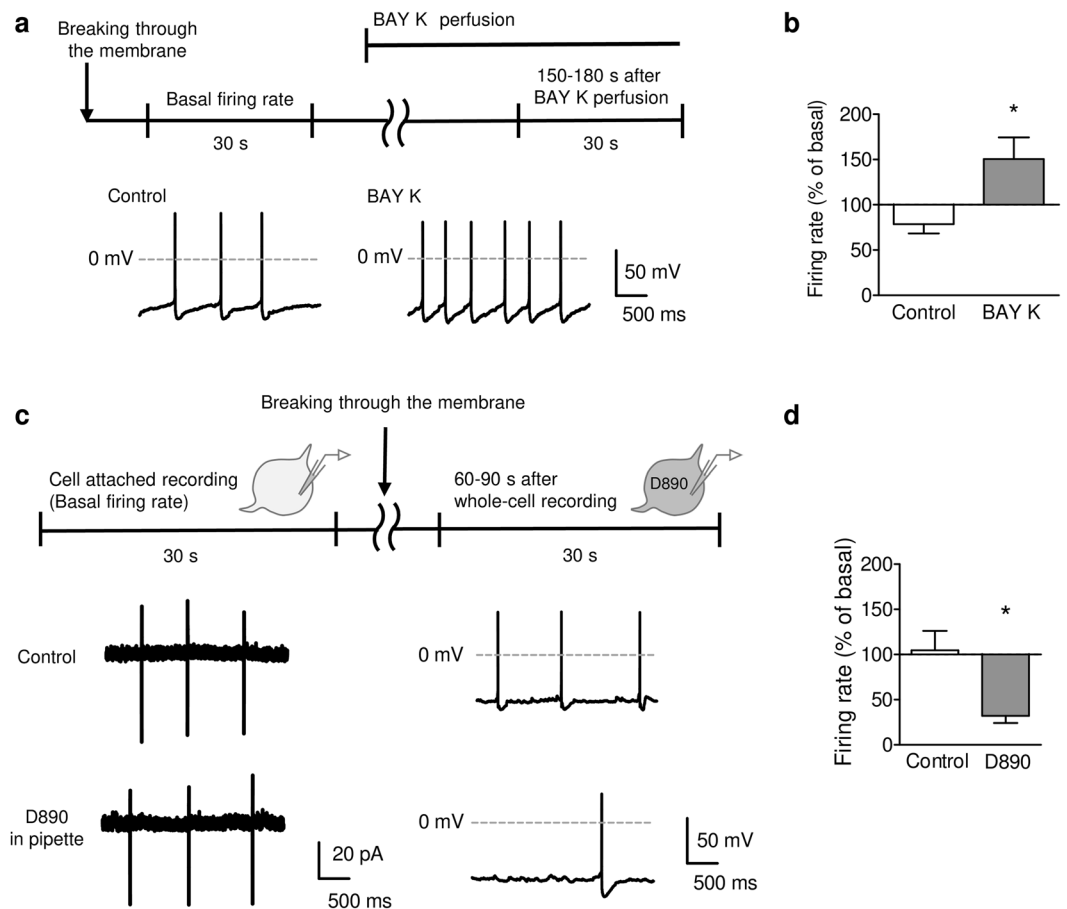 a
BAY K perfusion
Breaking through
the membrane
Basal firing rate
150-180 s after
BAY K perfusion
30 s
30 s
Control
BAY K
0 mV
0 mV
50 mV
500 ms
b
Firing rate (% of basal)
200
150
100
50
0
*
Control
BAY K
c
Breaking through the membrane
Cell attached recording
(Basal firing rate)
60-90 s after
whole-cell recording
D890
30 s
30 s
Control
0 mV
D890
in pipette
0 mV
20 pA
500 ms
50 mV
500 ms
d
Firing rate (% of basal)
200
150
100
50
0
*
Control
D890